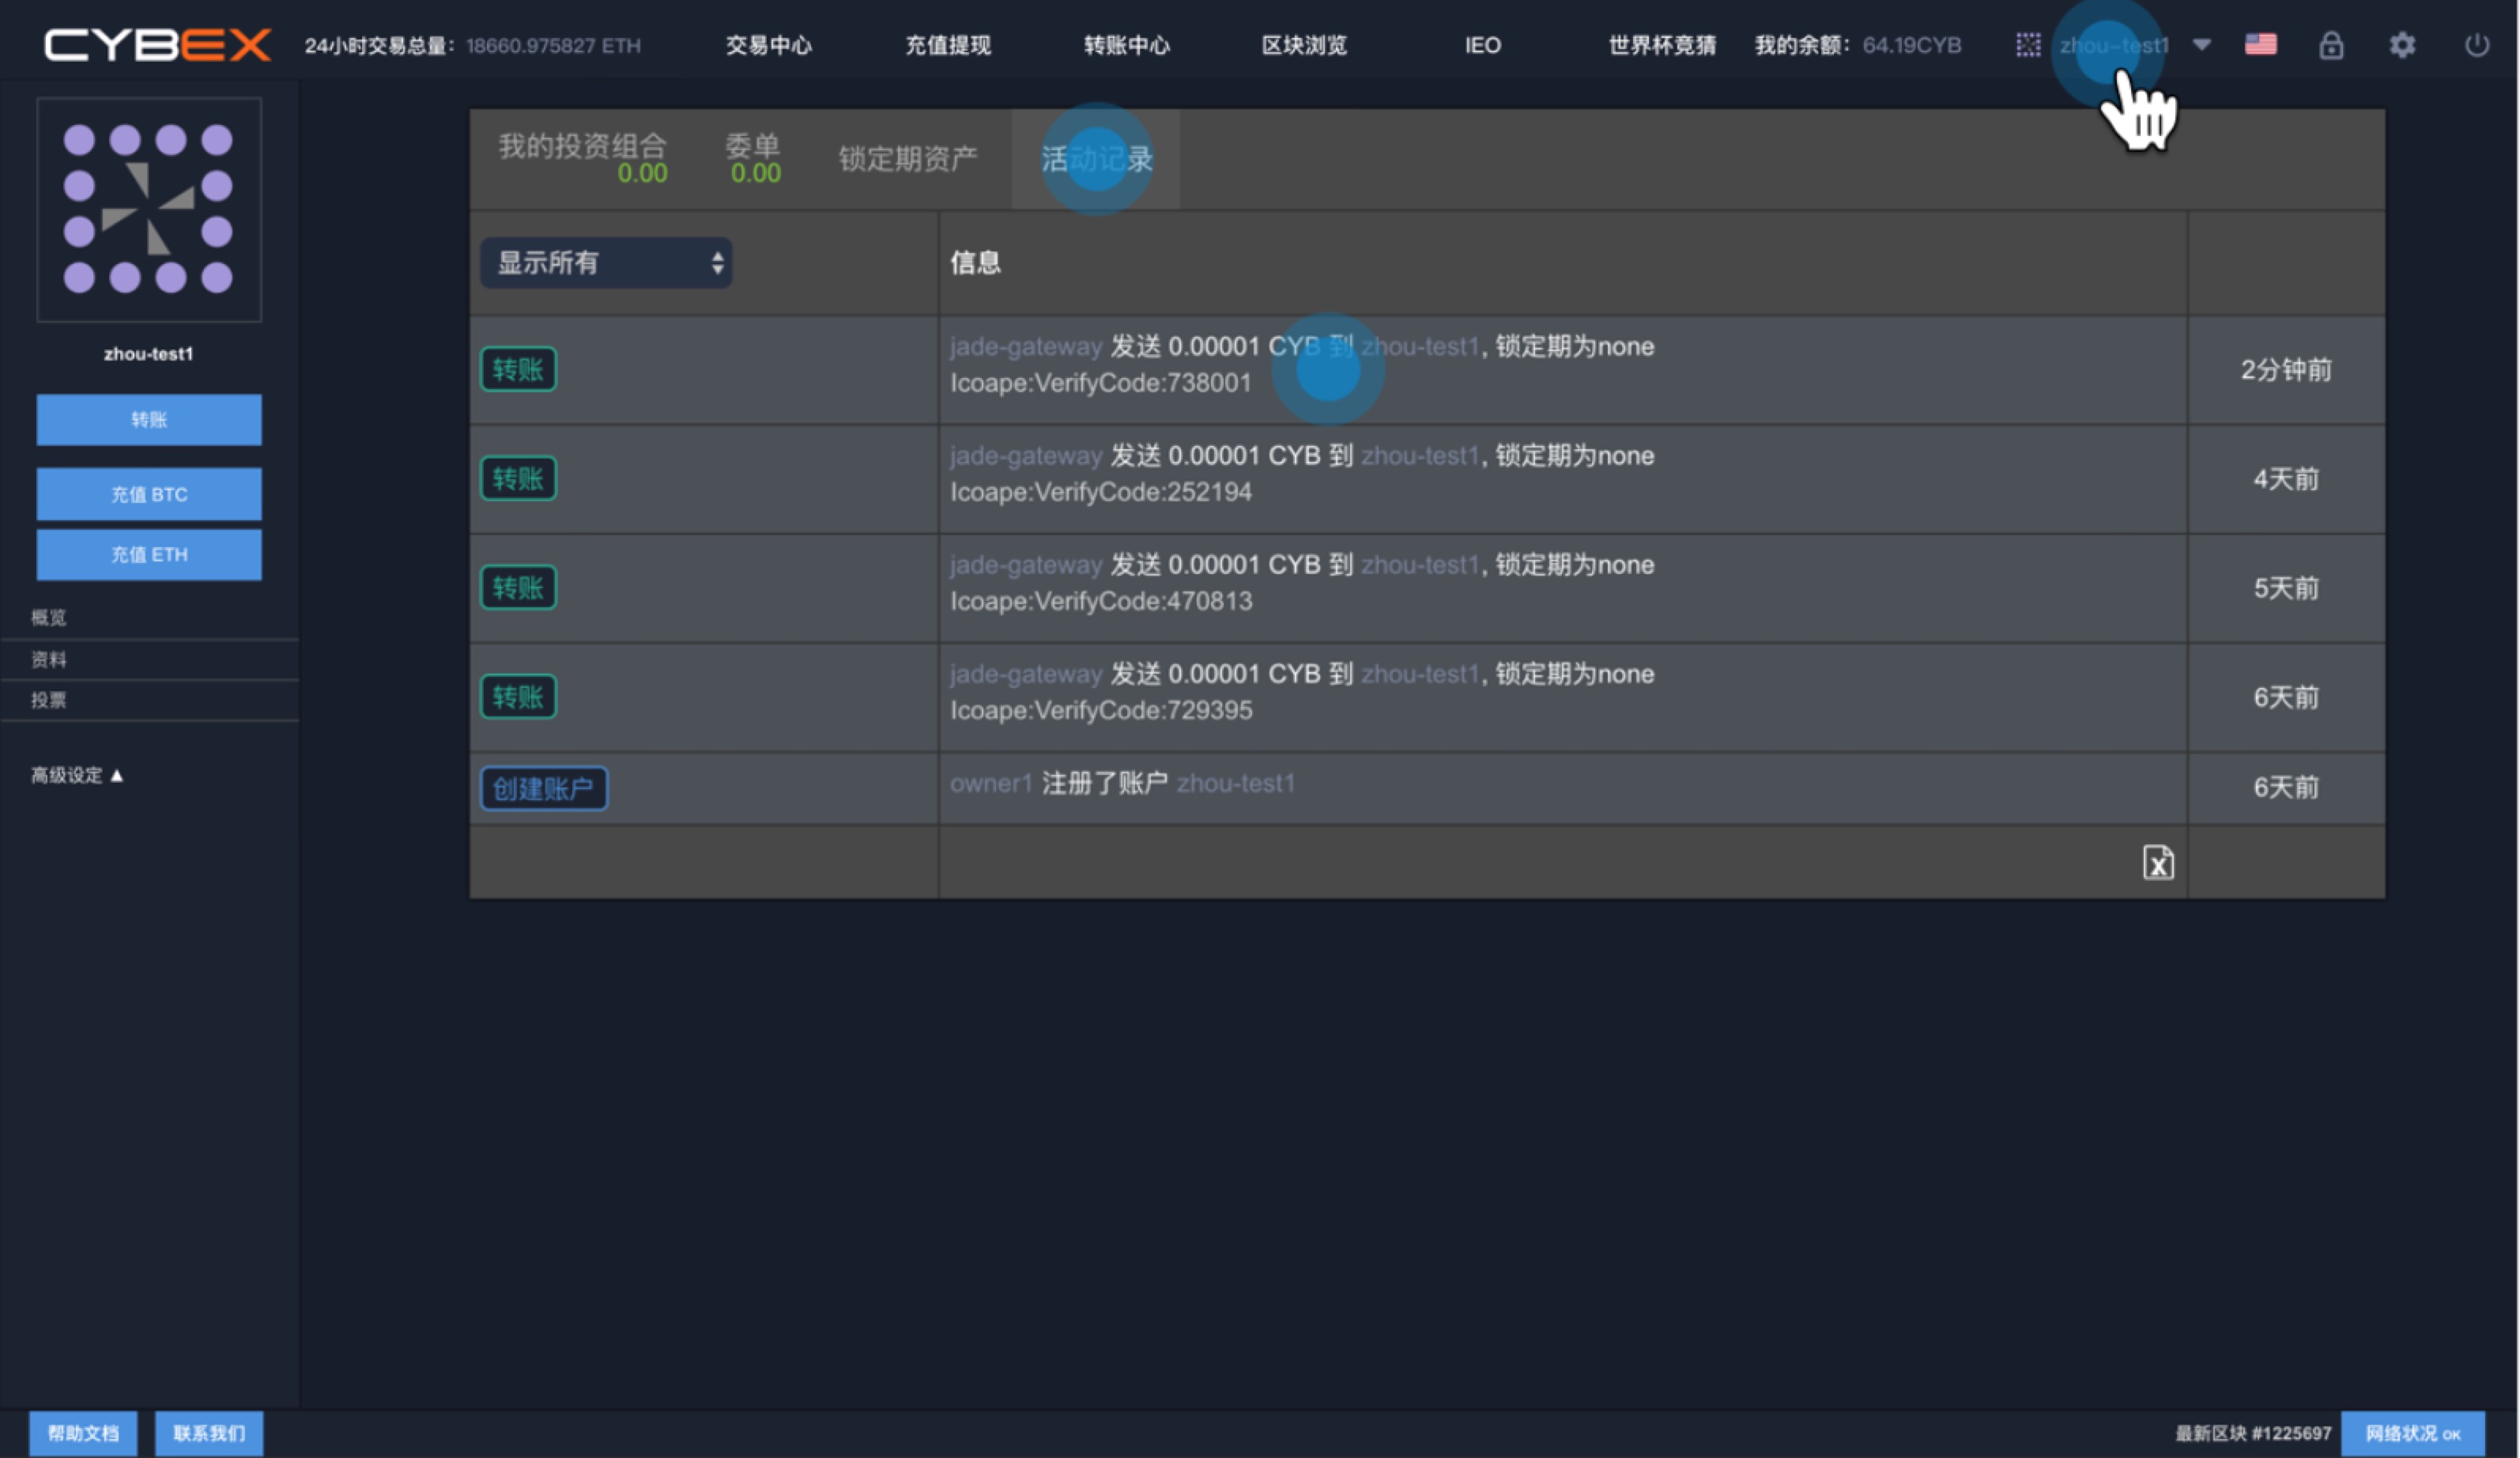 CYBEX 24小时交易总量: 18660.975827 ETH 交易中心 充值提现 转账中心 区块浏览 IEO 世界杯竞猜 我的余额: 64.19CYB zhou-test1
我的投资组合 委单 锁定期资产 活动记录
0.00 0.00
显示所有 信息
zhou-test1
转账
充值 BTC
充值 ETH
概览
资料
投票
高级设定 ▲
转账 jade-gateway 发送 0.00001 CYB 到 zhou-test1, 锁定期为none 2分钟前
Icoape:VerifyCode:738001
转账 jade-gateway 发送 0.00001 CYB 到 zhou-test1, 锁定期为none 4天前
Icoape:VerifyCode:252194
转账 jade-gateway 发送 0.00001 CYB 到 zhou-test1, 锁定期为none 5天前
Icoape:VerifyCode:470813
转账 jade-gateway 发送 0.00001 CYB 到 zhou-test1, 锁定期为none 6天前
Icoape:VerifyCode:729395
创建账户 owner1 注册了账户 zhou-test1 6天前
帮助文档 联系我们 最新区块 #1225697 网络状况 OK